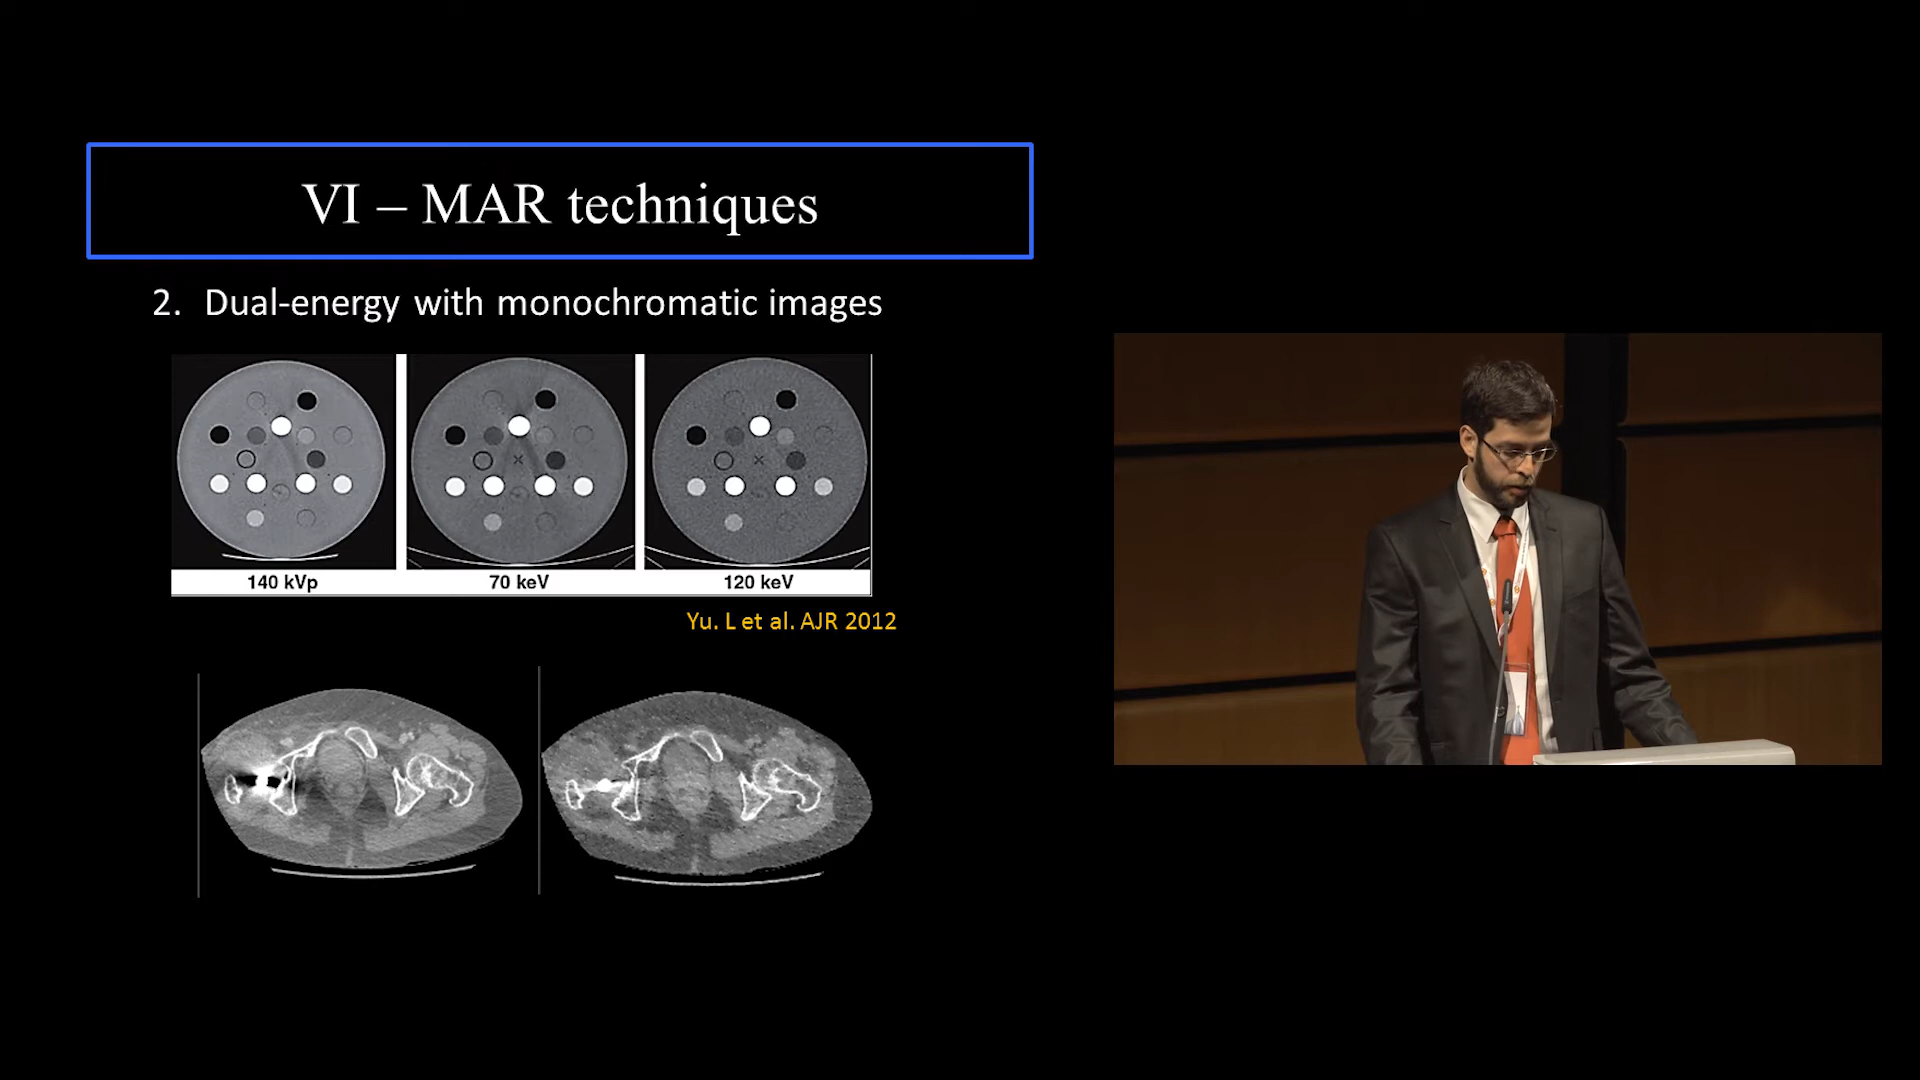 VI – MAR techniques
2. Dual-energy with monochromatic images
140 kVp 70 keV 120 keV
Yu. L et al. AJR 2012